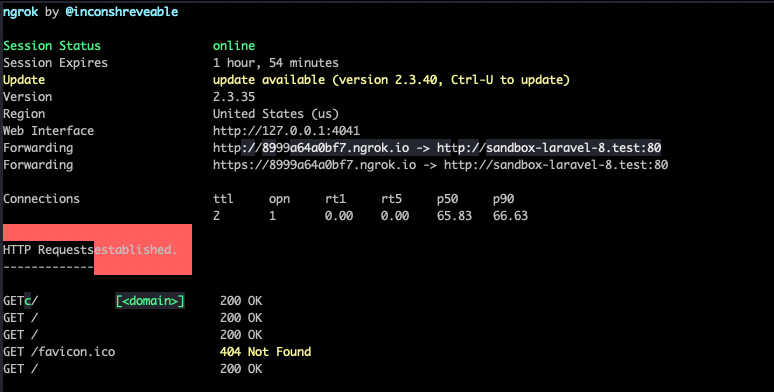 ngrok by @inconshreveable
Session Status online
Session Expires 1 hour, 54 minutes
Update update available (version 2.3.40, Ctrl-U to update)
Version 2.3.35
Region United States (us)
Web Interface http://127.0.0.1:4041
Forwarding http://8999a64a0bf7.ngrok.io -> http://sandbox-laravel-8.test:80
Forwarding https://8999a64a0bf7.ngrok.io -> http://sandbox-laravel-8.test:80
Connections ttl opn rt1 rt5 p50 p90
2 1 0.00 0.00 65.83 66.63
HTTP Requestsestablished.
-------------
GETc/ [<domain>] 200 OK
GET / 200 OK
GET / 200 OK
GET /favicon.ico 404 Not Found
GET / 200 OK